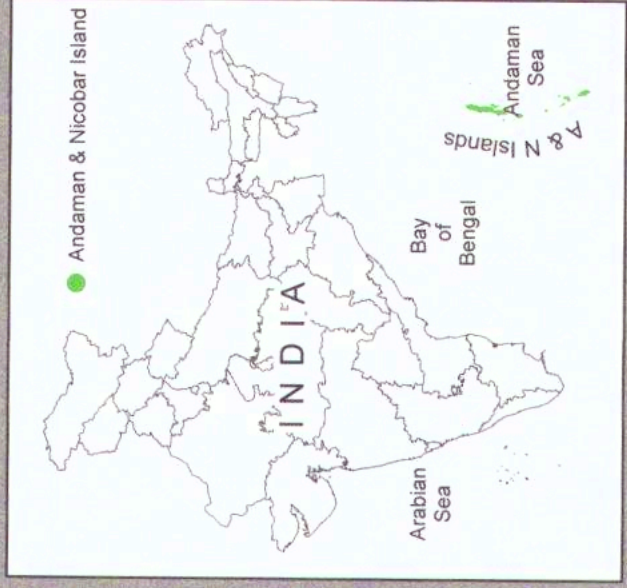 Andaman & Nicobar Island
INDIA
Arabian
Sea
Bay
of
Bengal
A & N Islands
Andaman
Sea